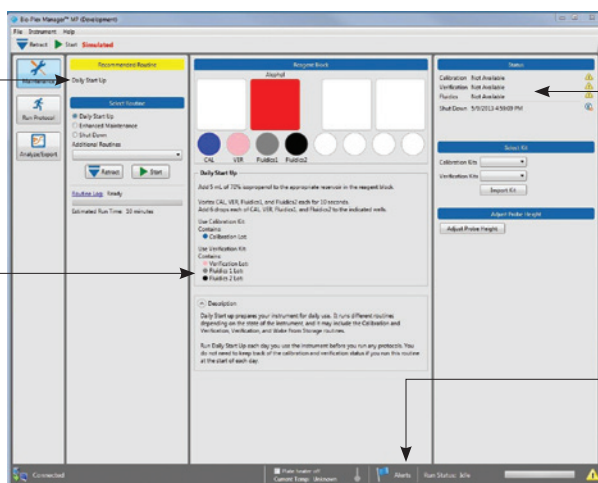 Bio-Plex Manager™ MP (Development)
File Instrument Help
Retract Start Simulated
Maintenance
Run Protocol
Analyze/Export
Recommended Routine
Daily Start Up
Select Routine
Daily Start Up
Enhanced Maintenance
Shut Down
Additional Routines
Retract Start
Routine Log: Ready
Estimated Run Time: 10 minutes
Reagent Block
Alcohol
CAL VER Fluidics1 Fluidics2
Daily Start Up
Add 5 mL of 70% isopropanol to the appropriate reservoir in the reagent block.
Vortex CAL, VER, Fluidics1, and Fluidics2 each for 10 seconds.
Add 6 drops each of CAL, VER, Fluidics1, and Fluidics2 to the indicated wells.
Use Calibration Kit
Contains:
Calibration Lot:
Use Verification Kit
Contains:
Verification Lot:
Fluidics 1 Lot:
Fluidics 2 Lot:
Description
Daily Start up prepares your instrument for daily use. It runs different routines
depending on the state of the instrument, and it may include the Calibration and
Verification, Verification, and Wake From Storage routines.
Run Daily Start Up each day you use the instrument before you run any protocols. You
do not need to keep track of the calibration and verification status if you run this routine
at the start of each day.
Status
Calibration Not Available
Verification Not Available
Fluidics Not Available
Shut Down 5/9/2013 4:59:09 PM
Select Kit
Calibration Kits
Verification Kits
Import Kit...
Adjust Probe Height
Adjust Probe Height
Connected
Plate heater off
Current Temp: Unknown
Alerts
Run Status: Idle